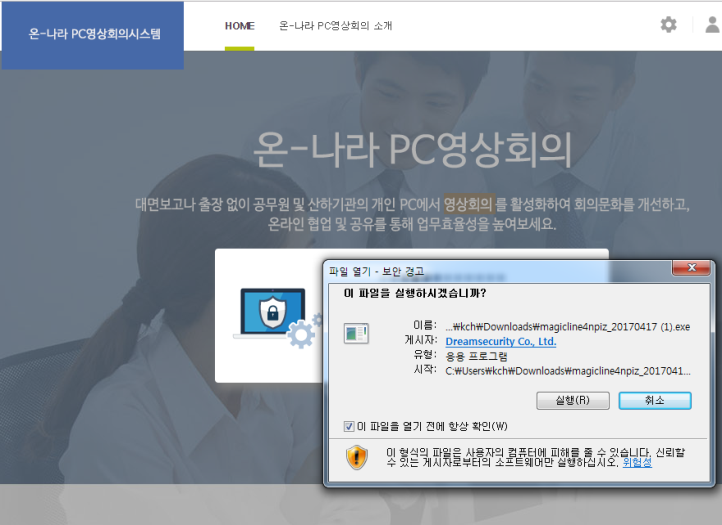 온-나라 PC영상회의시스템
HOME 온-나라 PC영상회의 소개
온-나라 PC영상회의
대면보고나 출장 없이 공무원 및 산하기관의 개인 PC에서 영상회의 를 활성화하여 회의문화를 개선하고,
온라인 협업 및 공유를 통해 업무효율성을 높여보세요.
파일 열기 - 보안 경고
이 파일을 실행하시겠습니까?
이름: ...₩kch₩Downloads₩magicline4npiz_20170417 (1).exe
게시자: Dreamsecurity Co., Ltd.
유형: 응용 프로그램
시작: C:₩Users₩kch₩Downloads₩magicline4npiz_2017041...
실행(R) 취소
이 파일을 열기 전에 항상 확인(W)
이 형식의 파일은 사용자의 컴퓨터에 피해를 줄 수 있습니다. 신뢰할
수 있는 게시자로부터의 소프트웨어만 실행하십시오. 위험성